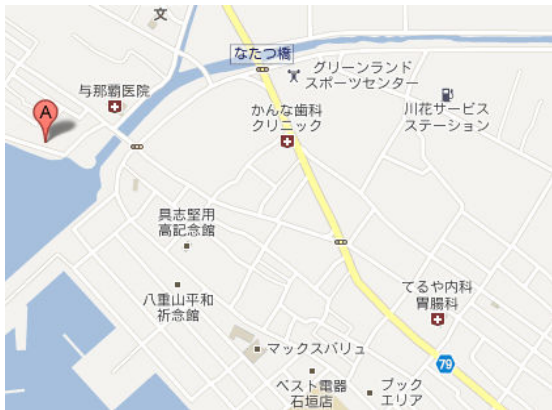 文
なたつ橋
グリーンランド
スポーツセンター
与那覇医院
A
かんな歯科
クリニック
川花サービス
ステーション
具志堅用
高記念館
てるや内科
胃腸科
八重山平和
祈念館
マックスバリュ
79
ベスト電器
石垣店
ブック
エリア